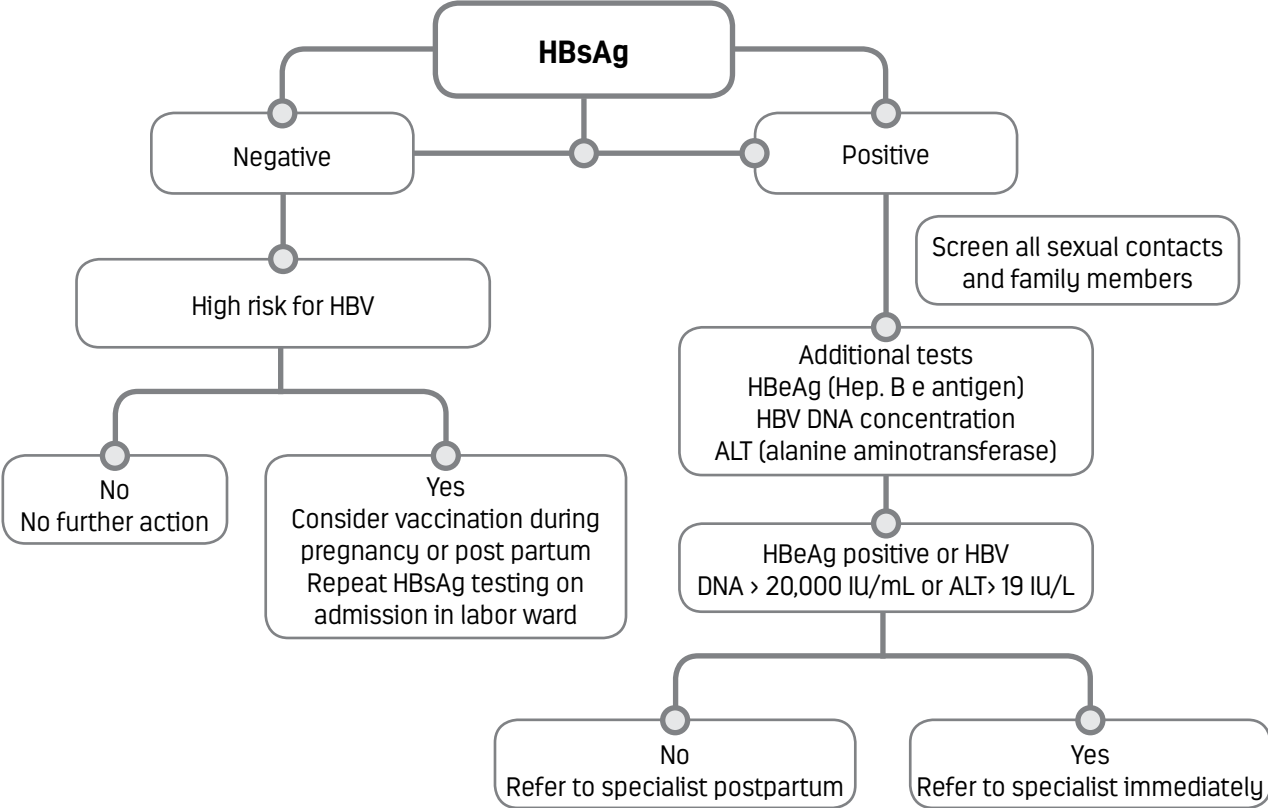 HBsAg
Negative
Positive
Screen all sexual contacts
and family members
High risk for HBV
Additional tests
HBeAg (Hep. B e antigen)
HBV DNA concentration
ALT (alanine aminotransferase)
No
No further action
Yes
Consider vaccination during
pregnancy or post partum
Repeat HBsAg testing on
admission in labor ward
HBeAg positive or HBV
DNA > 20,000 IU/mL or ALT> 19 IU/L
No
Refer to specialist postpartum
Yes
Refer to specialist immediately